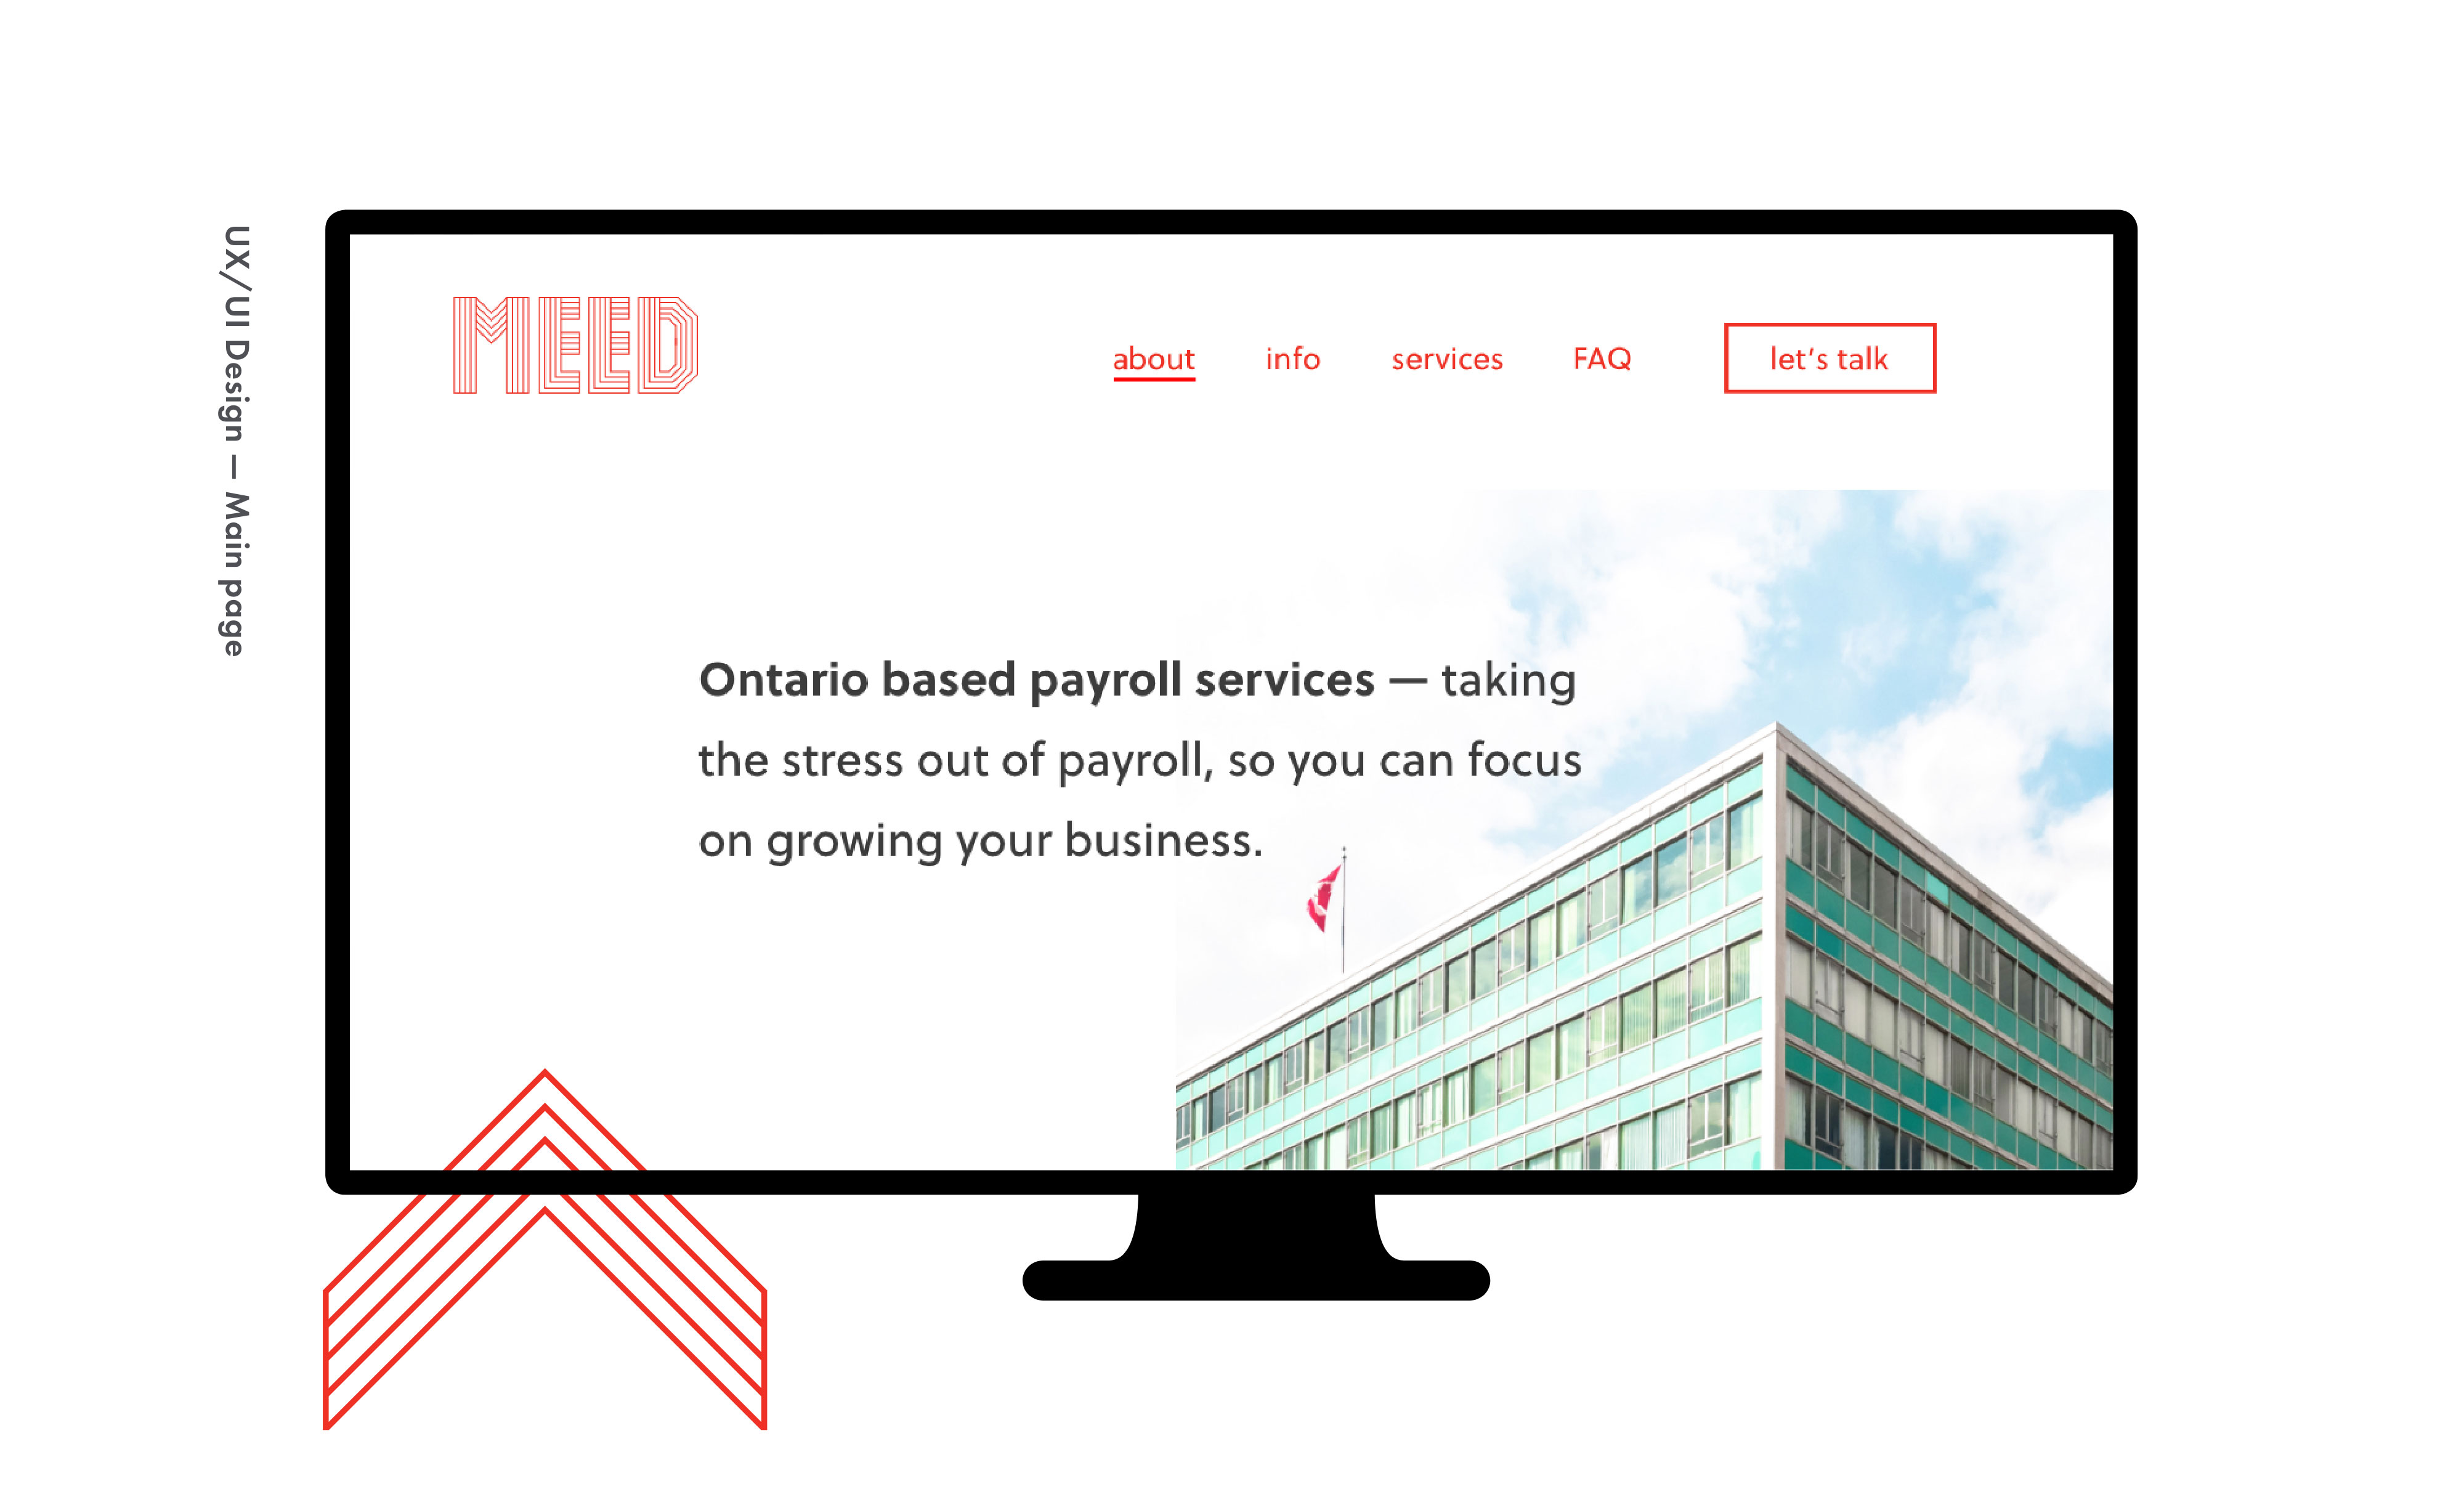 UX/UI Design — Main page
MEED
about info services FAQ let's talk
Ontario based payroll services — taking
the stress out of payroll, so you can focus
on growing your business.